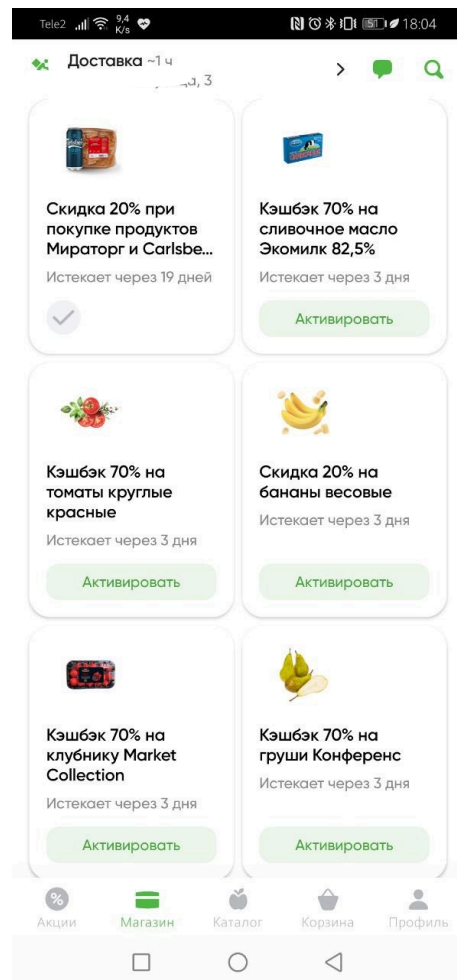 Tele2 9,4 K/s 51 18:04
Доставка ~1 ч
, 3
Скидка 20% при
покупке продуктов
Мираторг и Carlsbe...
Истекает через 19 дней
Кэшбэк 70% на
сливочное масло
Экомилк 82,5%
Истекает через 3 дня
Активировать
Кэшбэк 70% на
томаты круглые
красные
Истекает через 3 дня
Активировать
Скидка 20% на
бананы весовые
Истекает через 3 дня
Активировать
Кэшбэк 70% на
клубнику Market
Collection
Истекает через 3 дня
Активировать
Кэшбэк 70% на
груши Конференс
Истекает через 3 дня
Активировать
% Акции Магазин Каталог Корзина Профиль